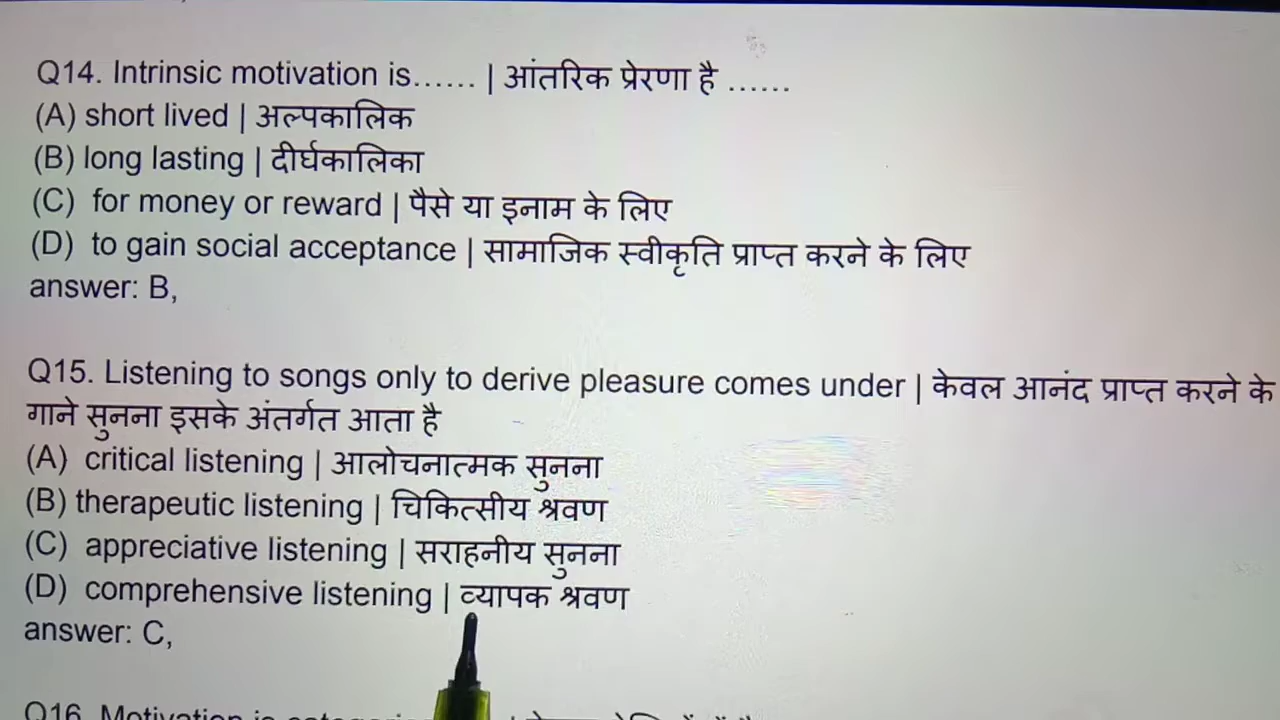 Q14. Intrinsic motivation is...... | आंतरिक प्रेरणा है ......
(A) short lived | अल्पकालिक
(B) long lasting | दीर्घकालिका
(C) for money or reward | पैसे या इनाम के लिए
(D) to gain social acceptance | सामाजिक स्वीकृति प्राप्त करने के लिए
answer: B,
Q15. Listening to songs only to derive pleasure comes under | केवल आनंद प्राप्त करने के
गाने सुनना इसके अंतर्गत आता है
(A) critical listening | आलोचनात्मक सुनना
(B) therapeutic listening | चिकित्सीय श्रवण
(C) appreciative listening | सराहनीय सुनना
(D) comprehensive listening | व्यापक श्रवण
answer: C,
Q16. Motivation is